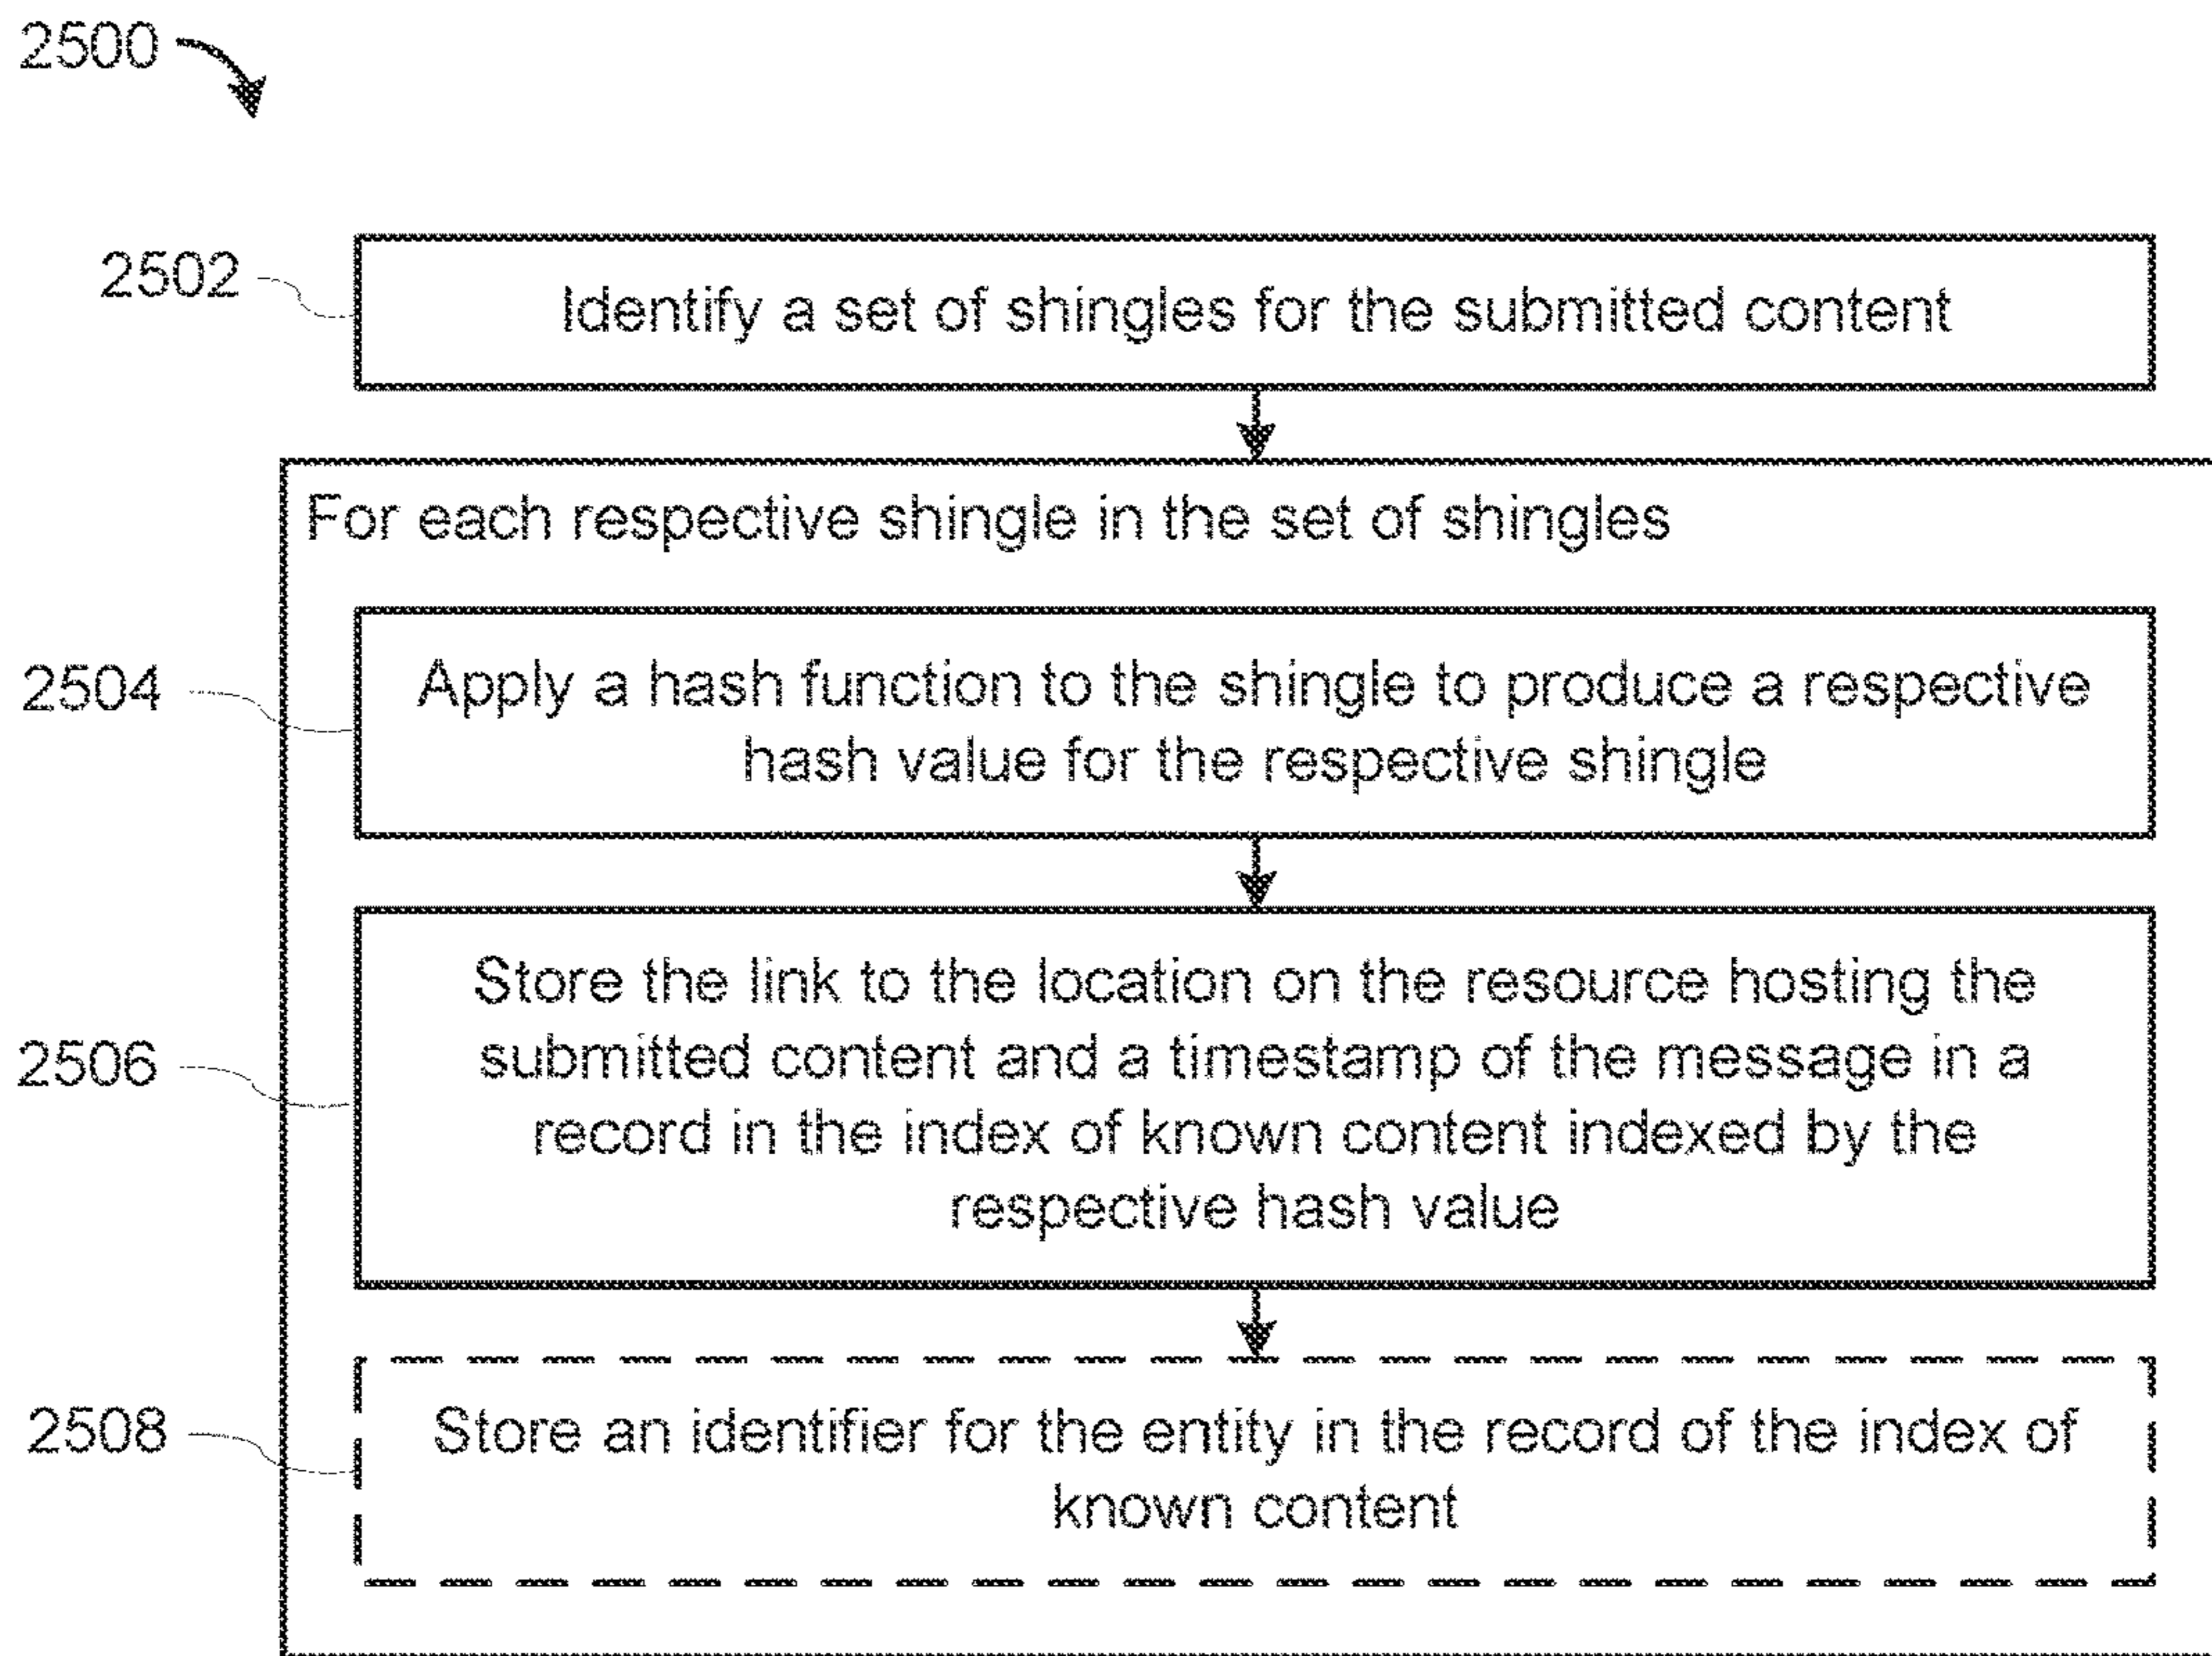 2500
2502
Identify a set of shingles for the submitted content
For each respective shingle in the set of shingles
2504
Apply a hash function to the shingle to produce a respective
hash value for the respective shingle
2506
Store the link to the location on the resource hosting the
submitted content and a timestamp of the message in a
record in the index of known content indexed by the
respective hash value
2508
Store an identifier for the entity in the record of the index of
known content